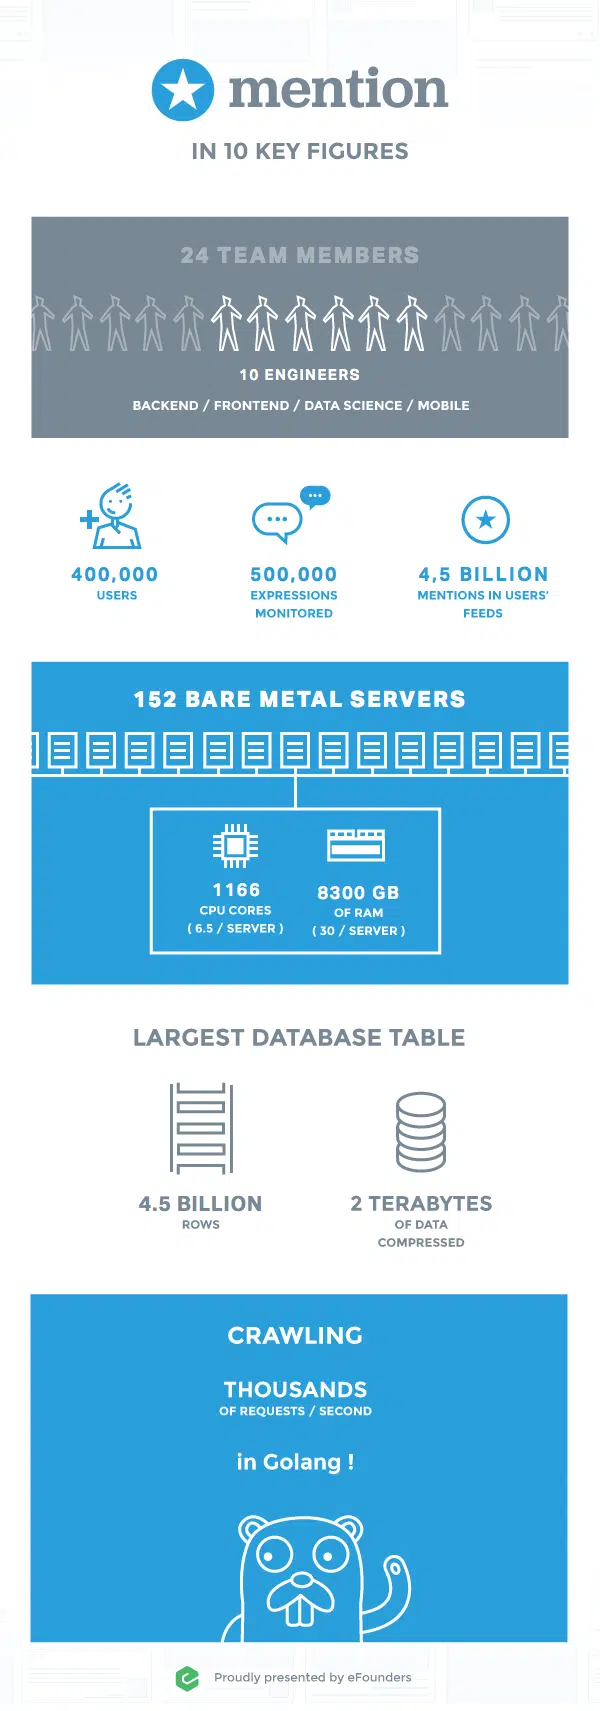 mention
IN 10 KEY FIGURES
24 TEAM MEMBERS
10 ENGINEERS
BACKEND / FRONTEND / DATA SCIENCE / MOBILE
400,000
USERS
500,000
EXPRESSIONS
MONITORED
4,5 BILLION
MENTIONS IN USERS'
FEEDS
152 BARE METAL SERVERS
1166
CPU CORES
( 6.5 / SERVER )
8300 GB
OF RAM
( 30 / SERVER )
LARGEST DATABASE TABLE
4.5 BILLION
ROWS
2 TERABYTES
OF DATA
COMPRESSED
CRAWLING
THOUSANDS
OF REQUESTS / SECOND
in Golang !
Proudly presented by eFounders